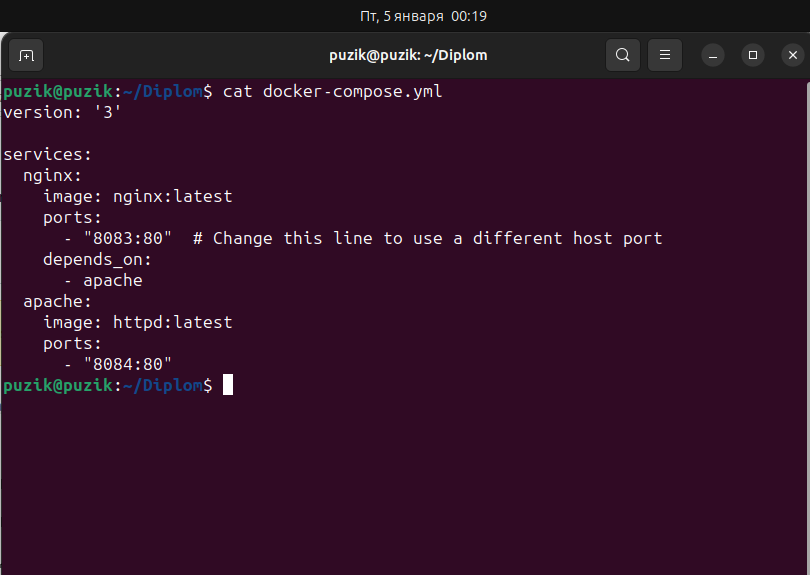 Пт, 5 января 00:19
puzik@puzik: ~/Diplom
puzik@puzik:~/Diplom$ cat docker-compose.yml
version: '3'

services:
  nginx:
    image: nginx:latest
    ports:
      - "8083:80"  # Change this line to use a different host port
    depends_on:
      - apache
  apache:
    image: httpd:latest
    ports:
      - "8084:80"
puzik@puzik:~/Diplom$